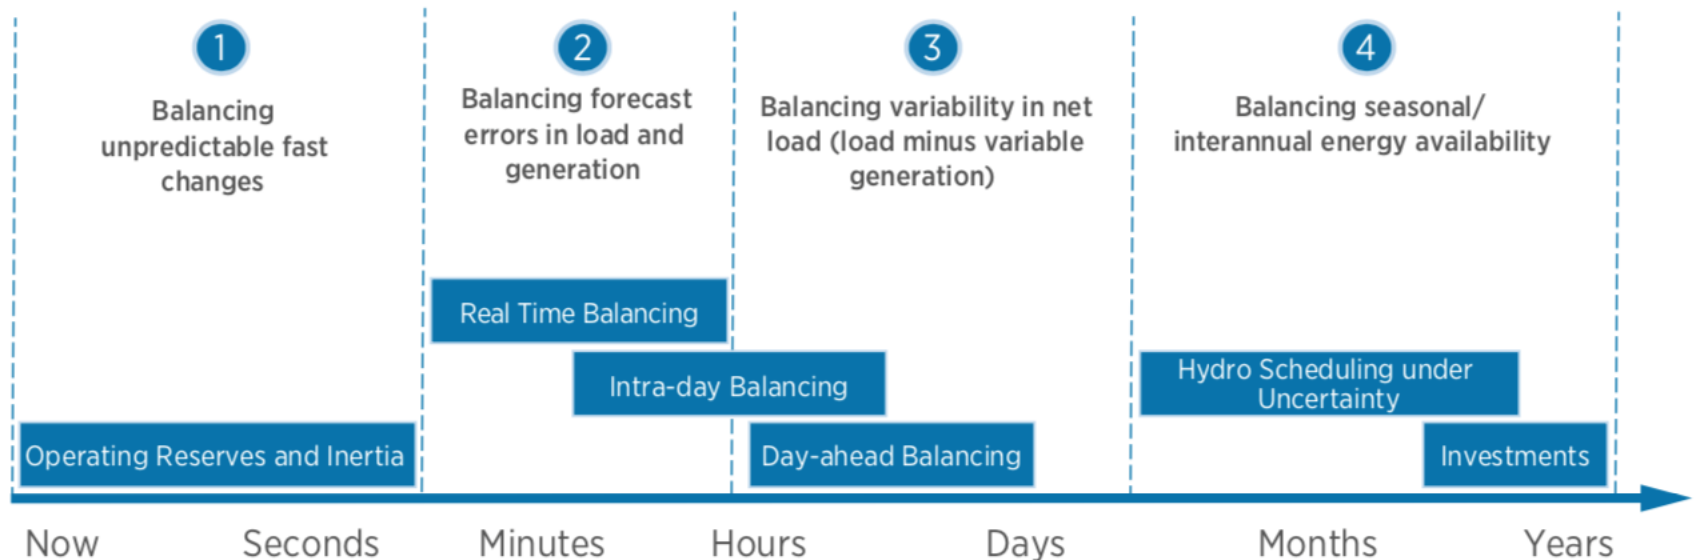 1
Balancing
unpredictable fast
changes
2
Balancing forecast
errors in load and
generation
3
Balancing variability in net
load (load minus variable
generation)
4
Balancing seasonal/
interannual energy availability
Real Time Balancing
Intra-day Balancing
Hydro Scheduling under
Uncertainty
Operating Reserves and Inertia
Day-ahead Balancing
Investments
Now
Seconds
Minutes
Hours
Days
Months
Years